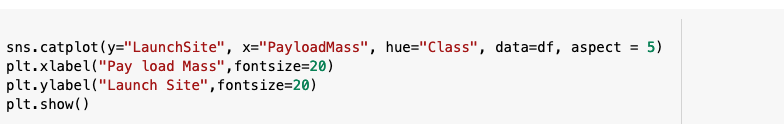 sns.catplot(y="LaunchSite", x="PayloadMass", hue="Class", data=df, aspect = 5)
plt.xlabel("Pay load Mass",fontsize=20)
plt.ylabel("Launch Site",fontsize=20)
plt.show()